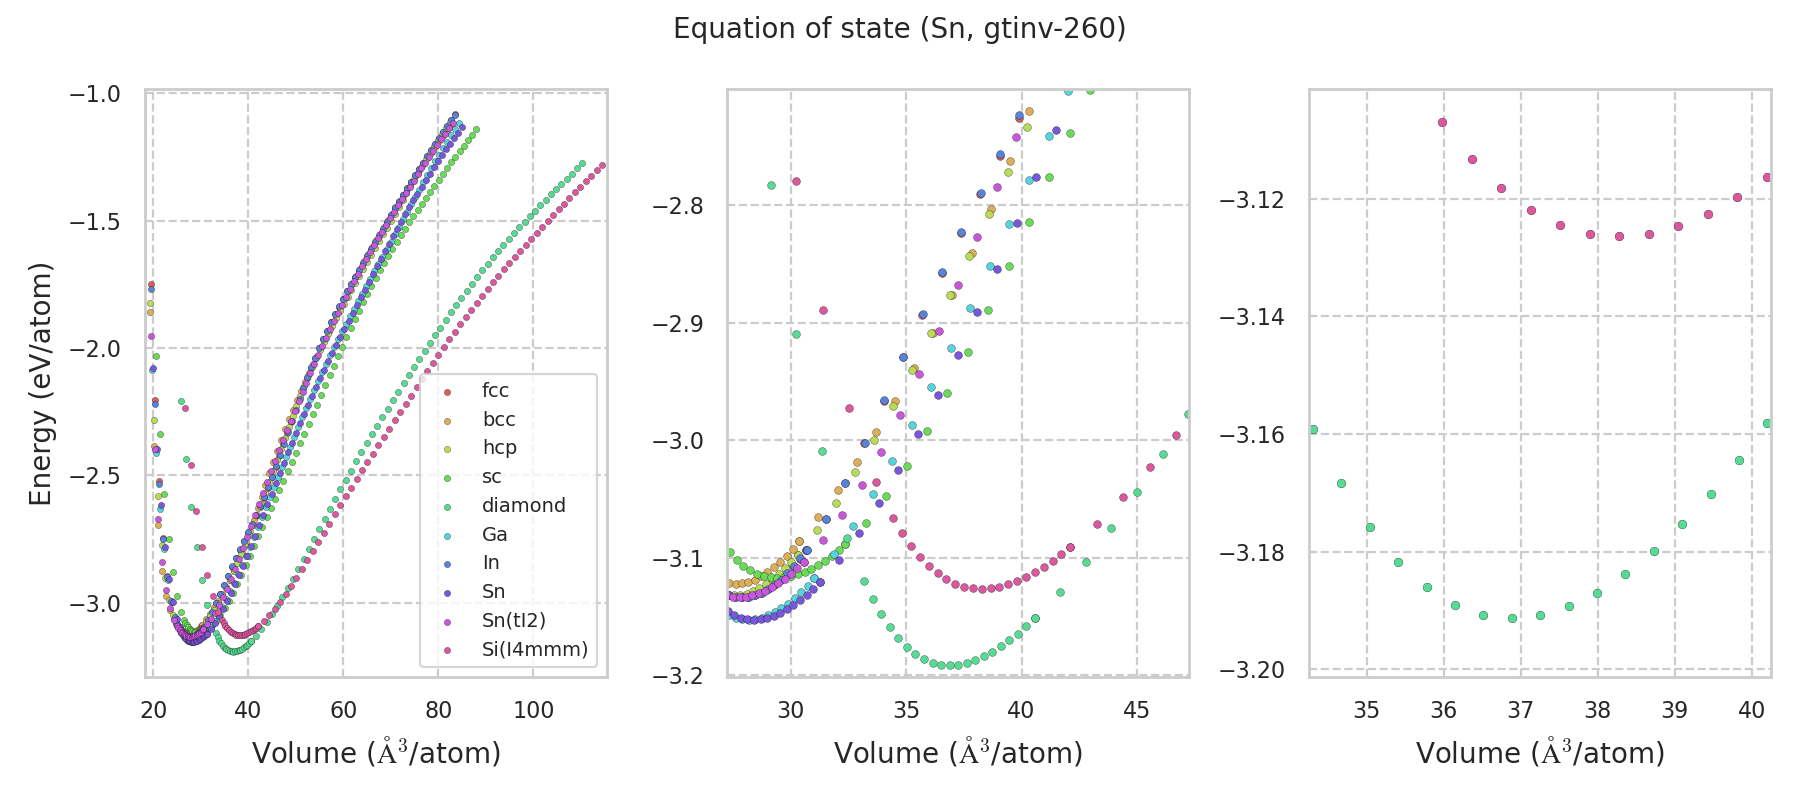 Equation of state (Sn, gtinv-260)
Energy (eV/atom)
−1.0
−1.5
−2.0
−2.5
−3.0
20 40 60 80 100
Volume (Å³/atom)
fcc
bcc
hcp
sc
diamond
Ga
In
Sn
Sn(tI2)
Si(I4mmm)
−2.8
−2.9
−3.0
−3.1
−3.2
30 35 40 45
Volume (Å³/atom)
−3.12
−3.14
−3.16
−3.18
−3.20
35 36 37 38 39 40
Volume (Å³/atom)